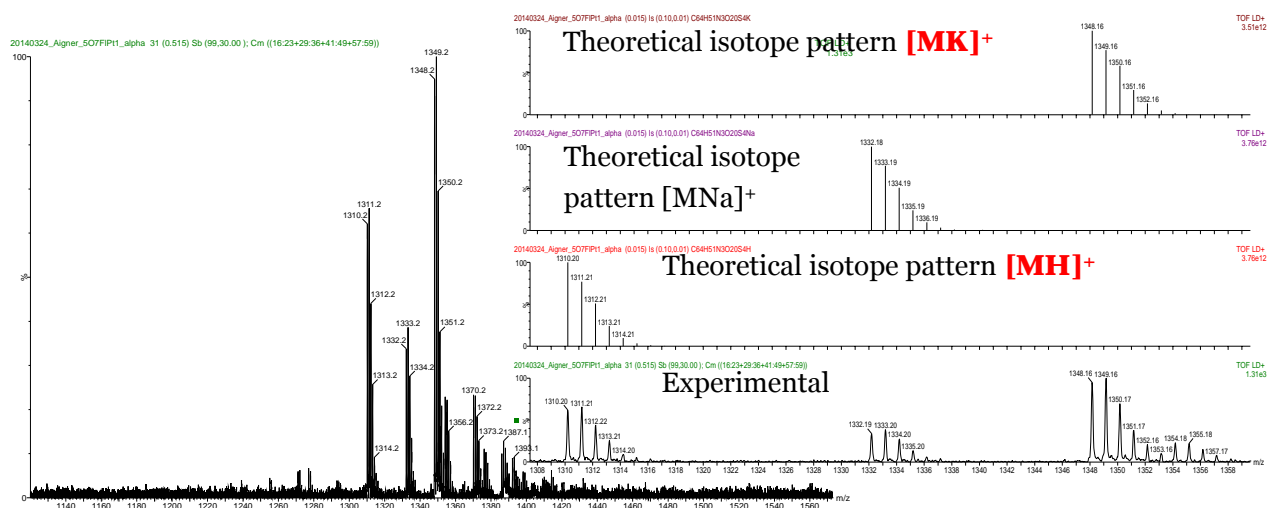 20140324_Aigner_5O7FlPt1_alpha 31 (0.515) Sb (99,30.00 ); Cm ((16:23+29:36+41:49+57:59))
TOF LD+
1.31e3
100
%
0
1349.2
1348.2
1350.2
1311.2
1310.2
1312.2
1333.2
1351.2
1332.2
1313.2
1334.2
1370.2
1372.2
1356.2
1373.2
1387.1
1314.2
1393.1
1140 1160 1180 1200 1220 1240 1260 1280 1300 1320 1340 1360 1380 1400 1420 1440 1460 1480 1500 1520 1540 1560
m/z
20140324_Aigner_5O7FlPt1_alpha (0.015) Is (0.10,0.01) C64H51N3O20S4K
TOF LD+
3.51e12
Theoretical isotope pattern [MK]+
100
%
0
1348.16
1349.16
1350.16
1351.16
1352.16
20140324_Aigner_5O7FlPt1_alpha (0.015) Is (0.10,0.01) C64H51N3O20S4Na
TOF LD+
3.76e12
Theoretical isotope
pattern [MNa]+
100
%
0
1332.18
1333.19
1334.19
1335.19
1336.19
20140324_Aigner_5O7FlPt1_alpha (0.015) Is (0.10,0.01) C64H51N3O20S4H
TOF LD+
3.76e12
Theoretical isotope pattern [MH]+
100
%
0
1310.20
1311.21
1312.21
1313.21
1314.21
20140324_Aigner_5O7FlPt1_alpha 31 (0.515) Sb (99,30.00 ); Cm ((16:23+29:36+41:49+57:59))
TOF LD+
1.31e3
Experimental
100
%
0
1310.20
1311.21
1312.22
1313.21
1314.20
1332.19
1333.20
1334.20
1335.20
1348.16
1349.16
1350.17
1351.17
1352.16
1353.16
1354.18
1355.18
1357.17
1308 1310 1312 1314 1316 1318 1320 1322 1324 1326 1328 1330 1332 1334 1336 1338 1340 1342 1344 1346 1348 1350 1352 1354 1356 1358
m/z